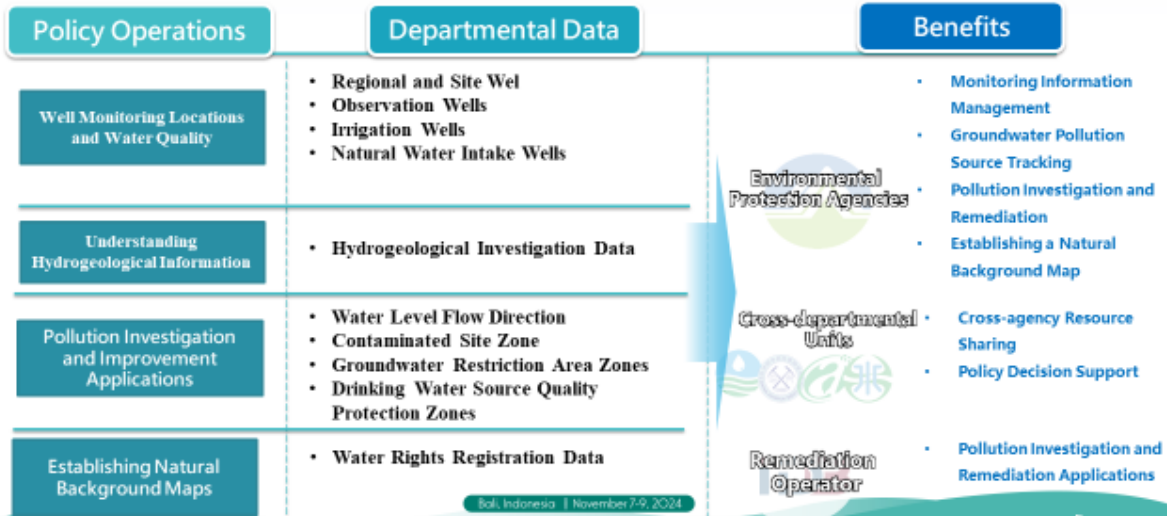 Policy Operations
Departmental Data
Benefits
Well Monitoring Locations
and Water Quality
• Regional and Site Wel
• Observation Wells
• Irrigation Wells
• Natural Water Intake Wells
Understanding
Hydrogeological Information
• Hydrogeological Investigation Data
Pollution Investigation
and Improvement
Applications
• Water Level Flow Direction
• Contaminated Site Zone
• Groundwater Restriction Area Zones
• Drinking Water Source Quality
Protection Zones
Establishing Natural
Background Maps
• Water Rights Registration Data
Environmental
Protection Agencies
• Monitoring Information
Management
• Groundwater Pollution
Source Tracking
• Pollution Investigation and
Remediation
• Establishing a Natural
Background Map
Cross-departmental
Units
• Cross-agency Resource
Sharing
• Policy Decision Support
Remediation
Operator
• Pollution Investigation and
Remediation Applications
Bali, Indonesia | November 7-9, 2024